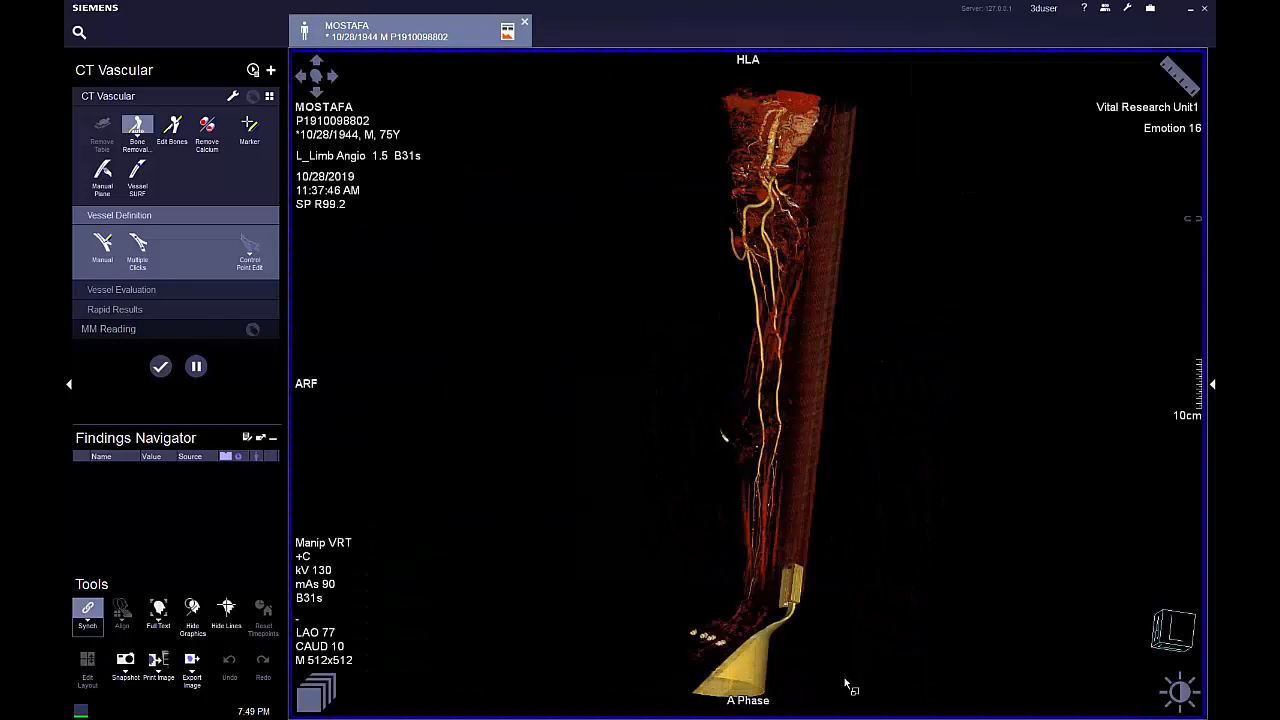 SIEMENS
Server: 127.0.0.1
3duser
?
MOSTAFA
* 10/28/1944 M P1910098802
CT Vascular
CT Vascular
Remove Table
Bone Removal...
Edit Bones
Remove Calcium
Marker
Manual Plane
Vessel SURF
Vessel Definition
Manual
Multiple Clicks
Control Point Edit
Vessel Evaluation
Rapid Results
MM Reading
Findings Navigator
Name Value Source
Tools
Synch
Align
Full Text
Hide Graphics
Hide Lines
Reset Timepoints
Edit Layout
Snapshot
Print Image
Export Image
Undo
Redo
7:49 PM
HLA
MOSTAFA
P1910098802
*10/28/1944, M, 75Y
L_Limb Angio 1.5 B31s
10/28/2019
11:37:46 AM
SP R99.2
Vital Research Unit1
Emotion 16
ARF
10cm
Manip VRT
+C
kV 130
mAs 90
B31s
-
LAO 77
CAUD 10
M 512x512
A Phase
L